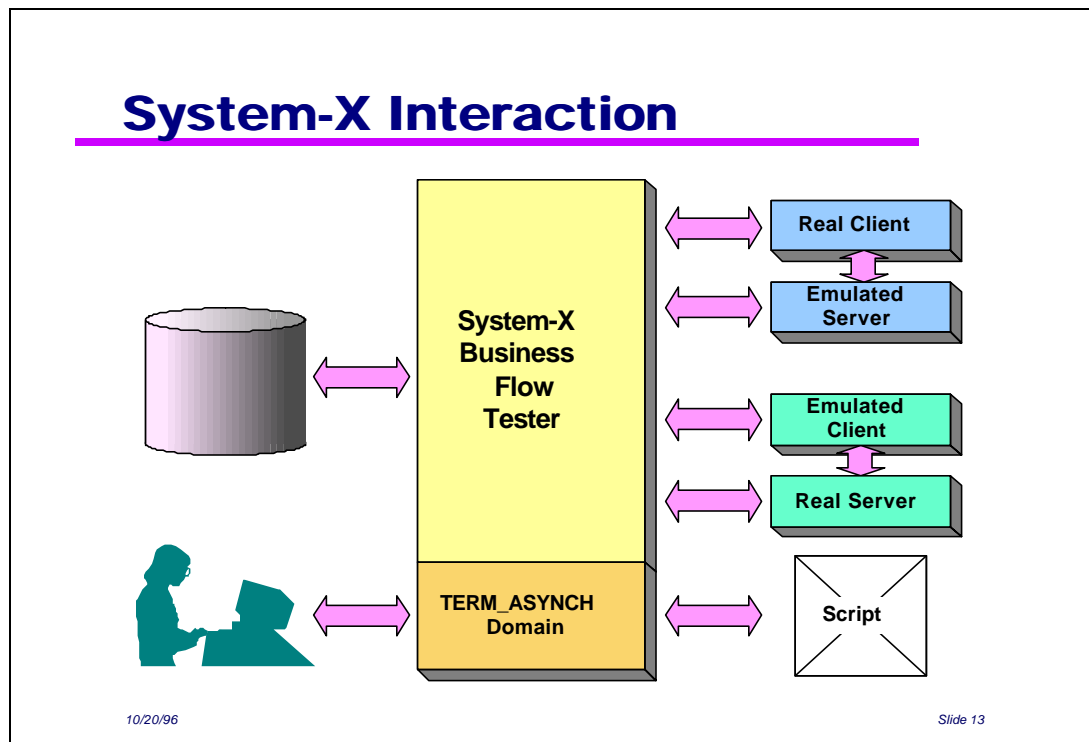 System-X Interaction
System-X
Business
Flow
Tester
TERM_ASYNCH
Domain
Real Client
Emulated
Server
Emulated
Client
Real Server
Script
10/20/96
Slide 13